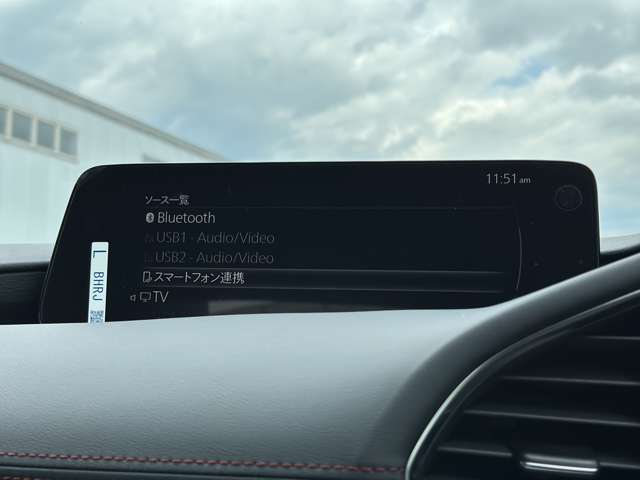 11:51 am
ソース一覧
Bluetooth
USB1 - Audio/Video
USB2 - Audio/Video
スマートフォン連携
TV
L BHRJ